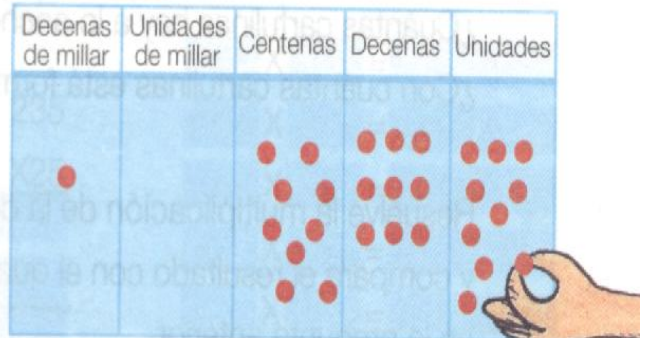 Decenas
de millar
Unidades
de millar
Centenas
Decenas
Unidades